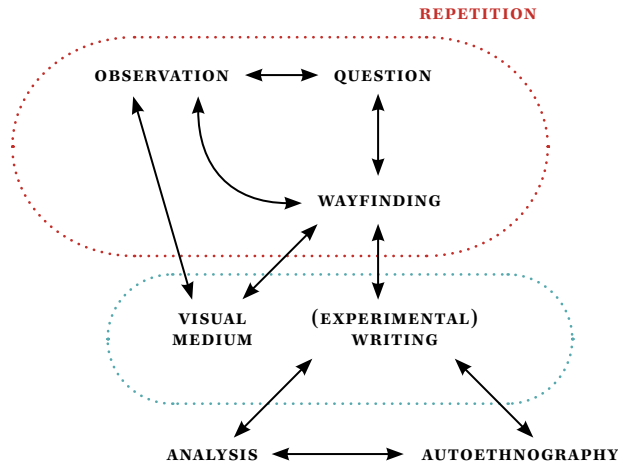 REPETITION
OBSERVATION
QUESTION
WAYFINDING
VISUAL
MEDIUM
(EXPERIMENTAL)
WRITING
ANALYSIS
AUTOETHNOGRAPHY